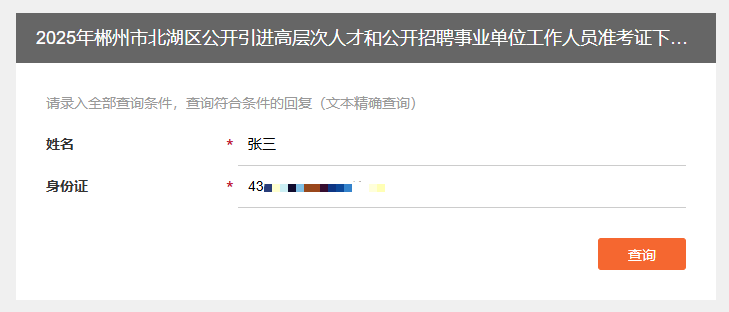 2025年郴州市北湖区公开引进高层次人才和公开招聘事业单位工作人员准考证下...
请录入全部查询条件，查询符合条件的回复（文本精确查询）
姓名 * 张三
身份证 * 43
查询